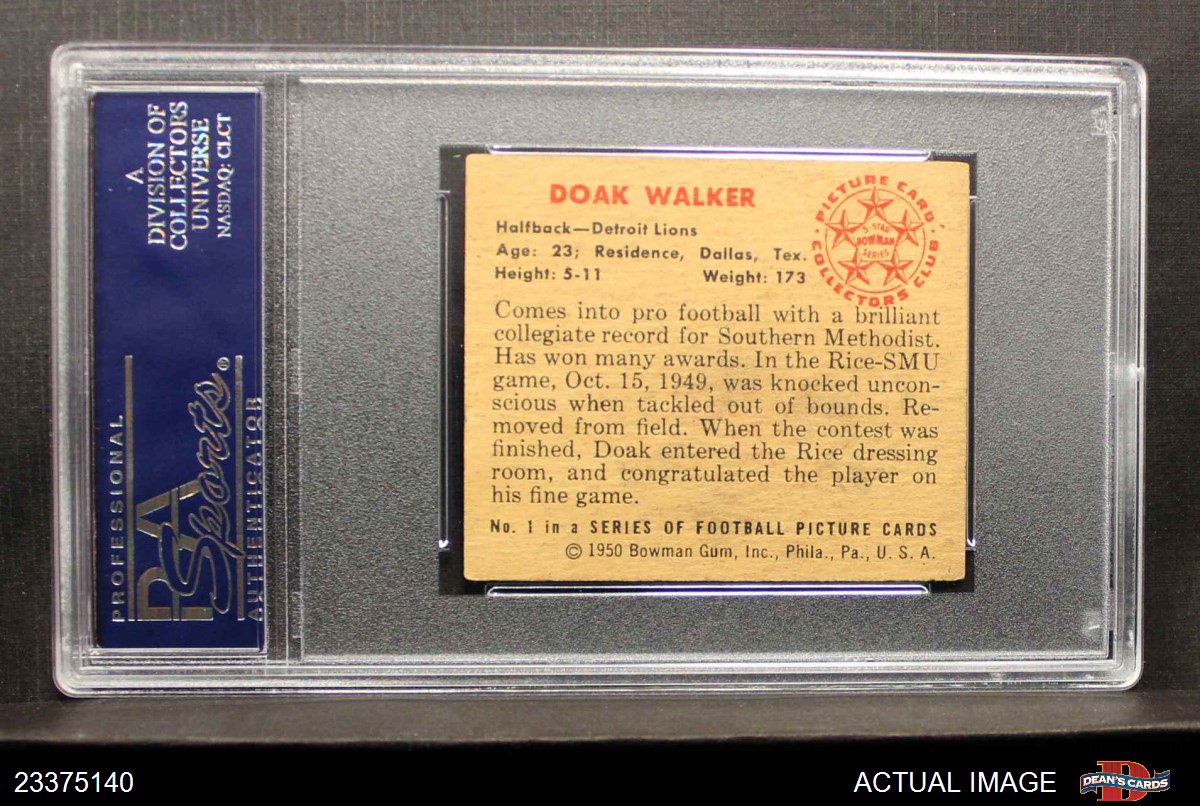 A
DIVISION OF
COLLECTORS
UNIVERSE
NASDAQ: CLCT
PROFESSIONAL
PSA
Sports®
AUTHENTICATOR
DOAK WALKER
Halfback—Detroit Lions
Age: 23; Residence, Dallas, Tex.
Height: 5-11 Weight: 173
PICTURE CARD
COLLECTORS CLUB
5-STAR
BOWMAN
SERIES
Comes into pro football with a brilliant
collegiate record for Southern Methodist.
Has won many awards. In the Rice-SMU
game, Oct. 15, 1949, was knocked uncon-
scious when tackled out of bounds. Re-
moved from field. When the contest was
finished, Doak entered the Rice dressing
room, and congratulated the player on
his fine game.
No. 1 in a SERIES OF FOOTBALL PICTURE CARDS
© 1950 Bowman Gum, Inc., Phila., Pa., U. S. A.
23375140
ACTUAL IMAGE
DEAN'S CARDS